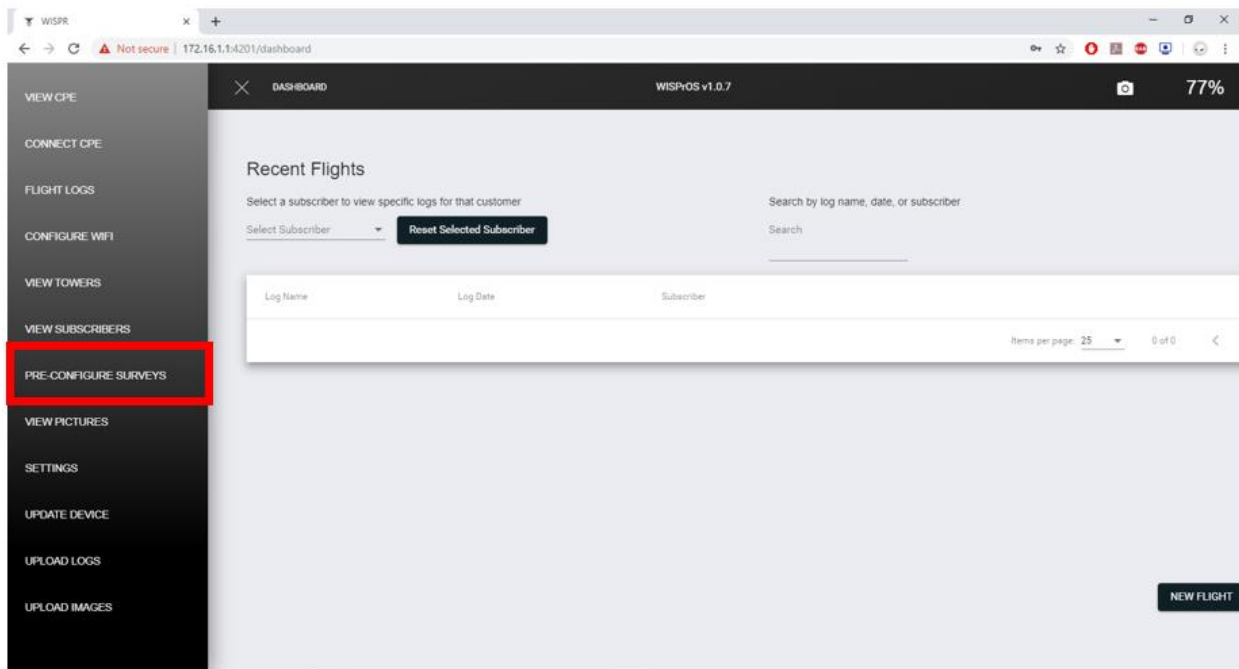 WISPR
Not secure | 172.16.1.1:4201/dashboard
VIEW CPE
CONNECT CPE
FLIGHT LOGS
CONFIGURE WIFI
VIEW TOWERS
VIEW SUBSCRIBERS
PRE-CONFIGURE SURVEYS
VIEW PICTURES
SETTINGS
UPDATE DEVICE
UPLOAD LOGS
UPLOAD IMAGES
DASHBOARD WISPrOS v1.0.7 77%
Recent Flights
Select a subscriber to view specific logs for that customer Search by log name, date, or subscriber
Select Subscriber Reset Selected Subscriber Search
Log Name Log Date Subscriber
Items per page: 25 0 of 0
NEW FLIGHT